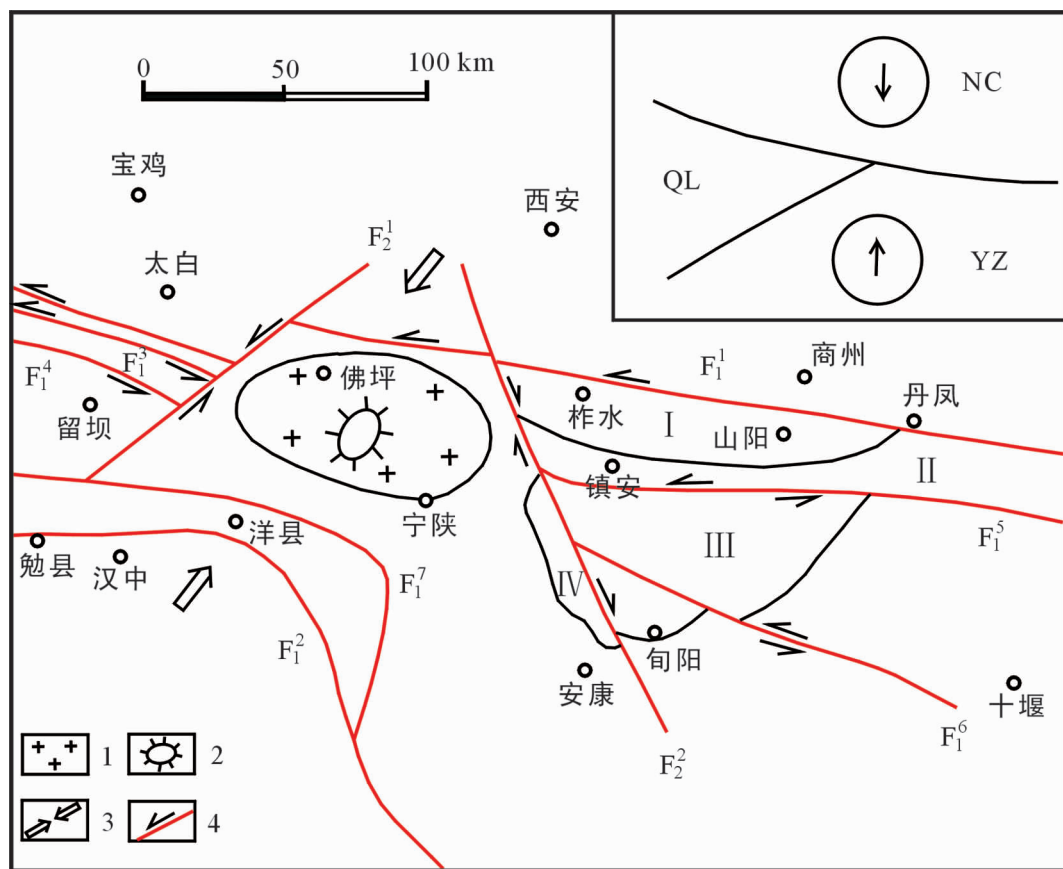 0 50 100 km
NC
宝鸡
QL
西安
F₂¹
太白
YZ
F₁⁴
F₁³
F₁¹
商州
佛坪
丹凤
留坝
柞水
I
山阳
II
镇安
宁陕
洋县
III
F₁⁵
勉县
汉中
F₁⁷
IV
F₁²
旬阳
安康
十堰
F₁⁶
F₂²
1
2
3
4